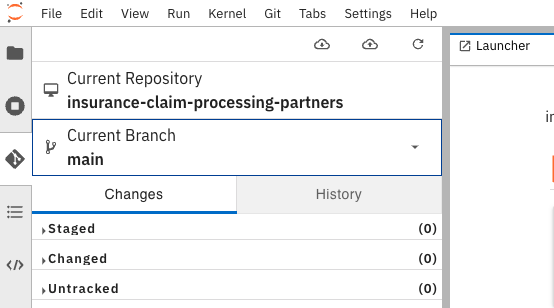 File Edit View Run Kernel Git Tabs Settings Help
Launcher
Current Repository
insurance-claim-processing-partners
Current Branch
main
Changes History
Staged (0)
Changed (0)
Untracked (0)